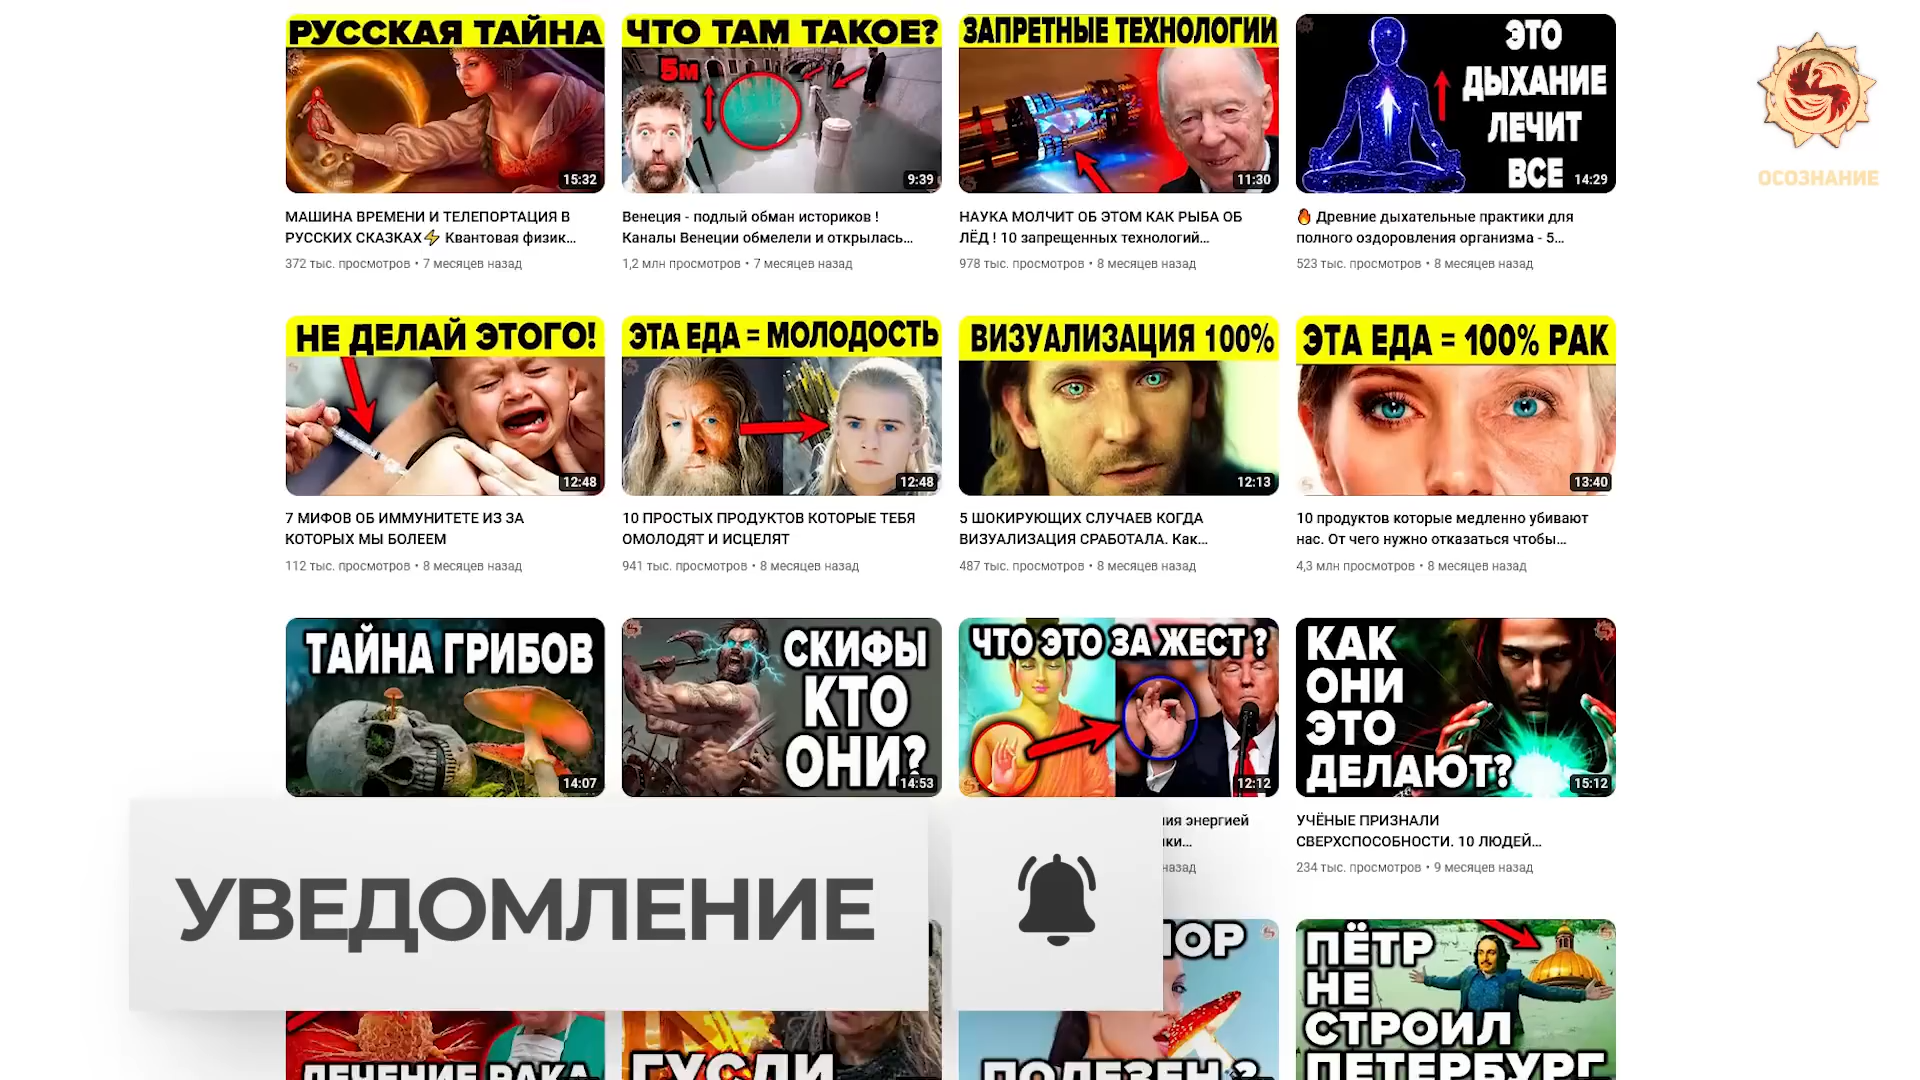 РУССКАЯ ТАЙНА
15:32
МАШИНА ВРЕМЕНИ И ТЕЛЕПОРТАЦИЯ В
РУССКИХ СКАЗКАХ⚡ Квантовая физик...
372 тыс. просмотров • 7 месяцев назад
ЧТО ТАМ ТАКОЕ?
5м
9:39
Венеция - подлый обман историков !
Каналы Венеции обмелели и открылась...
1,2 млн просмотров • 7 месяцев назад
ЗАПРЕТНЫЕ ТЕХНОЛОГИИ
11:30
НАУКА МОЛЧИТ ОБ ЭТОМ КАК РЫБА ОБ
ЛЁД ! 10 запрещенных технологий...
978 тыс. просмотров • 8 месяцев назад
ЭТО
ДЫХАНИЕ
ЛЕЧИТ
ВСЕ
14:29
🔥 Древние дыхательные практики для
полного оздоровления организма - 5...
523 тыс. просмотров • 8 месяцев назад
ОСОЗНАНИЕ
НЕ ДЕЛАЙ ЭТОГО!
12:48
7 МИФОВ ОБ ИММУНИТЕТЕ ИЗ ЗА
КОТОРЫХ МЫ БОЛЕЕМ
112 тыс. просмотров • 8 месяцев назад
ЭТА ЕДА = МОЛОДОСТЬ
12:48
10 ПРОСТЫХ ПРОДУКТОВ КОТОРЫЕ ТЕБЯ
ОМОЛОДЯТ И ИСЦЕЛЯТ
941 тыс. просмотров • 8 месяцев назад
ВИЗУАЛИЗАЦИЯ 100%
12:13
5 ШОКИРУЮЩИХ СЛУЧАЕВ КОГДА
ВИЗУАЛИЗАЦИЯ СРАБОТАЛА. Как...
487 тыс. просмотров • 8 месяцев назад
ЭТА ЕДА = 100% РАК
13:40
10 продуктов которые медленно убивают
нас. От чего нужно отказаться чтобы...
4,3 млн просмотров • 8 месяцев назад
ТАЙНА ГРИБОВ
14:07
СКИФЫ
КТО
ОНИ?
14:53
ЧТО ЭТО ЗА ЖЕСТ ?
12:12
ия энергией
ки...
назад
КАК
ОНИ
ЭТО
ДЕЛАЮТ?
15:12
УЧЁНЫЕ ПРИЗНАЛИ
СВЕРХСПОСОБНОСТИ. 10 ЛЮДЕЙ...
234 тыс. просмотров • 9 месяцев назад
УВЕДОМЛЕНИЕ
ЛЕЧЕНИЕ РАКА
ГУСЛИ
МОР
ПОЛЕЗЕН ?
ПЁТР
НЕ
СТРОИЛ
ПЕТЕРБУРГ